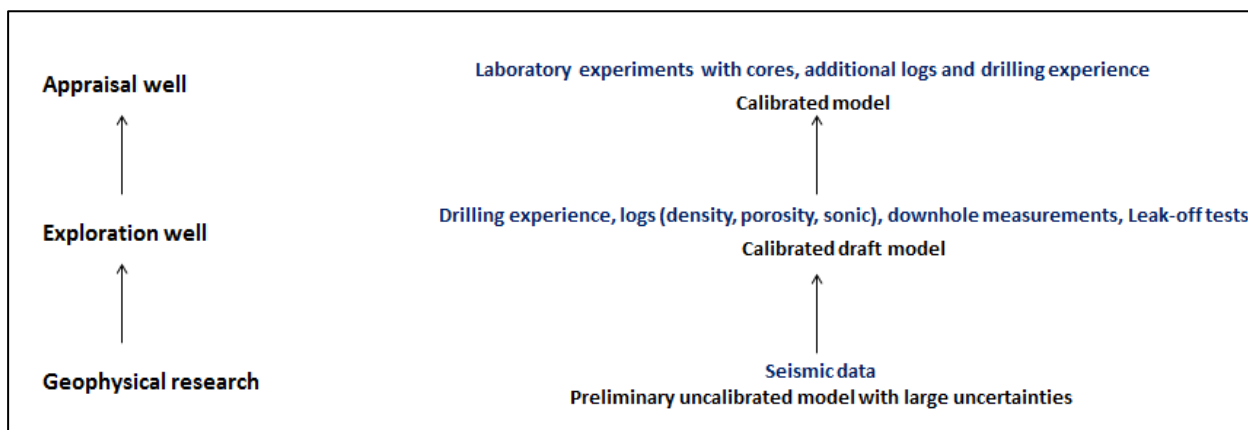 Appraisal well
Laboratory experiments with cores, additional logs and drilling experience
Calibrated model
Exploration well
Drilling experience, logs (density, porosity, sonic), downhole measurements, Leak-off tests
Calibrated draft model
Geophysical research
Seismic data
Preliminary uncalibrated model with large uncertainties